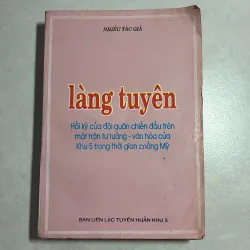 NHIỀU TÁC GIẢ
làng tuyên
Hồi ký của đội quân chiến đấu trên
mặt trận tư tưởng - văn hóa của
Khu 5 trong thời gian chống Mỹ
BAN LIÊN LẠC TUYÊN HUẤN KHU 5